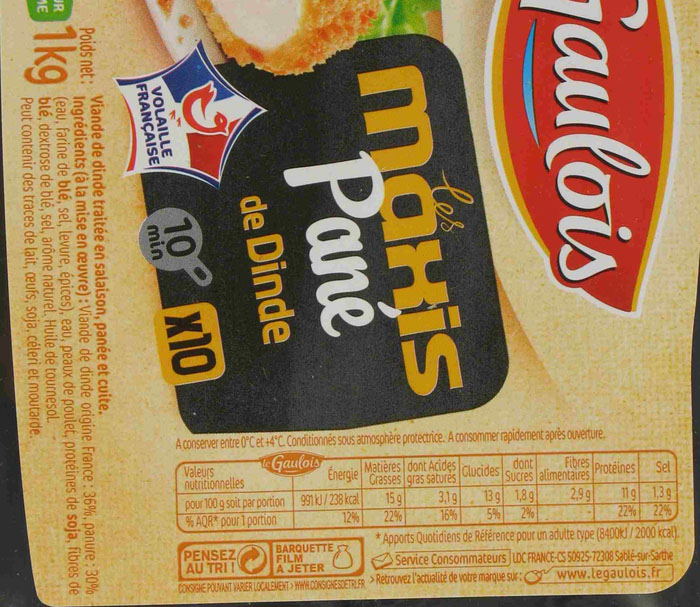 Gaulois
les
maxis
Pané
de Dinde
VOLAILLE
FRANÇAISE
10
min
X10
Poids net :
1kg
Viande de dinde traitée en salaison, panée et cuite.
Ingrédients (à la mise en œuvre) : Viande de dinde origine France : 36%, panure : 30%
(eau, farine de blé, sel, levure, épices), eau, peaux de poulet, protéines de soja, fibres de
blé, dextrose de blé, sel, arôme naturel. Huile de tournesol.
Peut contenir des traces de lait, œufs, soja, céleri et moutarde.
A conserver entre 0°C et +4°C. Conditionnés sous atmosphère protectrice. A consommer rapidement après ouverture.
Valeurs nutritionnelles le Gaulois Énergie Matières Grasses dont Acides gras saturés Glucides dont Sucres Fibres alimentaires Protéines Sel
pour 100 g soit par portion 991 kJ / 238 kcal 15 g 3,1 g 13 g 1,8 g 2,9 g 11 g 1,3 g
% AQR* pour 1 portion 12% 22% 16% 5% 2% 22% 22%
* Apports Quotidiens de Référence pour un adulte type (8400kJ / 2000 kcal).
PENSEZ
AU TRI !
BARQUETTE
FILM
A JETER
CONSIGNE POUVANT VARIER LOCALEMENT > WWW.CONSIGNESDETRI.FR
Service Consommateurs LDC FRANCE-CS 50925-72308 Sablé-sur-Sarthe
> Retrouvez l'actualité de votre marque sur : www.legaulois.fr